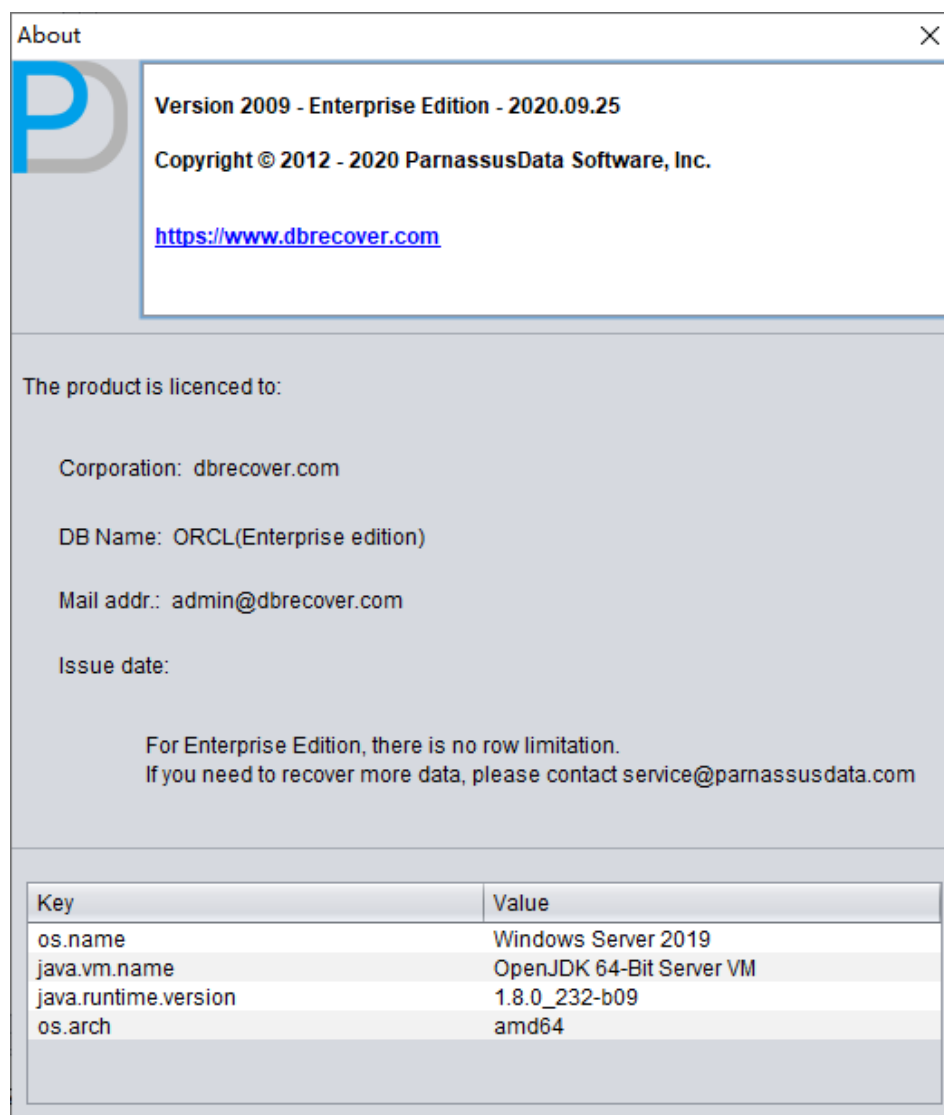 About
PD
Version 2009 - Enterprise Edition - 2020.09.25
Copyright © 2012 - 2020 ParnassusData Software, Inc.
https://www.dbrecover.com
The product is licenced to:
Corporation: dbrecover.com
DB Name: ORCL(Enterprise edition)
Mail addr.: admin@dbrecover.com
Issue date:
For Enterprise Edition, there is no row limitation.
If you need to recover more data, please contact service@parnassusdata.com
Key Value
os.name Windows Server 2019
java.vm.name OpenJDK 64-Bit Server VM
java.runtime.version 1.8.0_232-b09
os.arch amd64